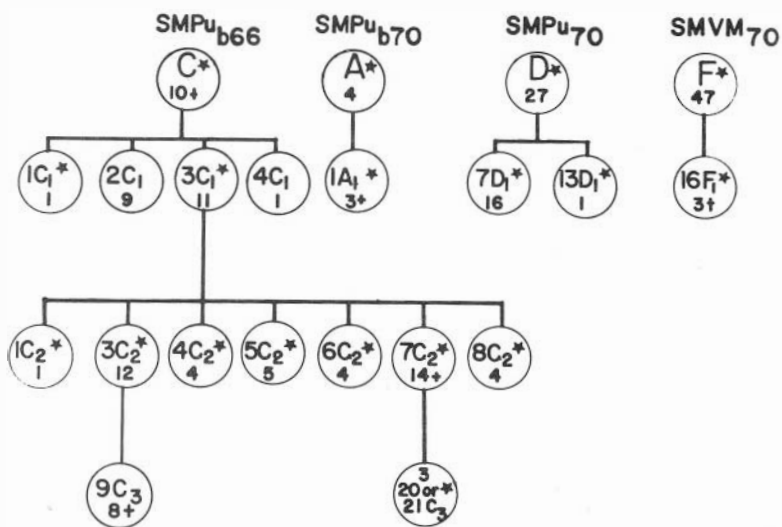 SMPu b66 SMPu b70 SMPu 70 SMVM 70
C* A* D* F*
10+ 4 27 47
1C1* 2C1 3C1* 4C1 1A1* 7D1* 13D1* 16F1*
1 9 11 1 3+ 16 1 3+
1C2* 3C2* 4C2* 5C2* 6C2* 7C2* 8C2*
1 12 4 5 4 14+ 4
3
9C3 20 or*
8+ 21C3